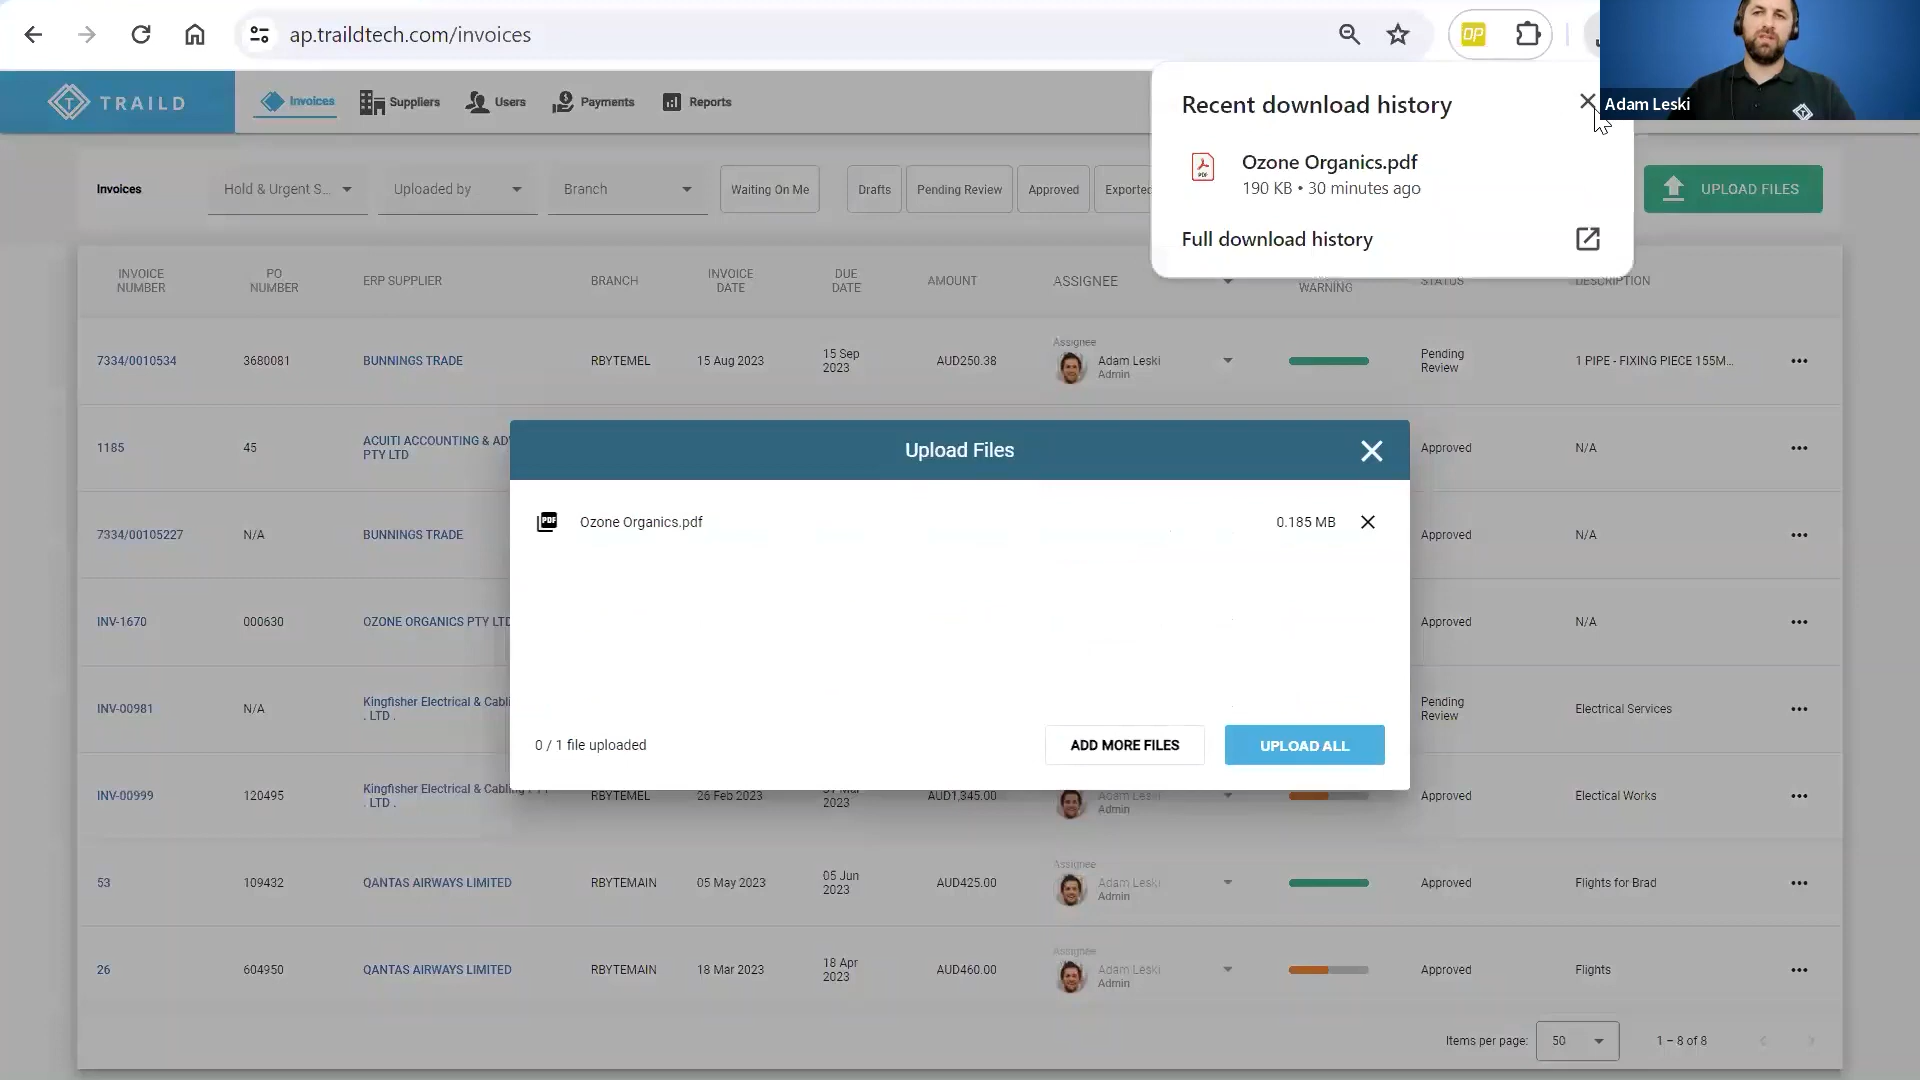 ap.traildtech.com/invoices
OP
Adam Leski
Recent download history
Ozone Organics.pdf
190 KB • 30 minutes ago
Full download history
TRAILD
Invoices
Suppliers
Users
Payments
Reports
Invoices
Hold & Urgent S...
Uploaded by
Branch
Waiting On Me
Drafts
Pending Review
Approved
Exported
UPLOAD FILES
INVOICE NUMBER
PO NUMBER
ERP SUPPLIER
BRANCH
INVOICE DATE
DUE DATE
AMOUNT
ASSIGNEE
WARNING
STATUS
DESCRIPTION
7334/0010534
3680081
BUNNINGS TRADE
RBYTEMEL
15 Aug 2023
15 Sep 2023
AUD250.38
Assignee
Adam Leski
Admin
Pending Review
1 PIPE - FIXING PIECE 155M...
1185
45
ACUITI ACCOUNTING & AD
PTY LTD
Approved
N/A
7334/00105227
N/A
BUNNINGS TRADE
Approved
N/A
INV-1670
000630
OZONE ORGANICS PTY LTD
Approved
N/A
INV-00981
N/A
Kingfisher Electrical & Cabli
. LTD .
Pending Review
Electrical Services
Upload Files
PDF
Ozone Organics.pdf
0.185 MB
0 / 1 file uploaded
ADD MORE FILES
UPLOAD ALL
INV-00999
120495
Kingfisher Electrical & Cabling
. LTD .
RBYTEMEL
26 Feb 2023
2023
AUD1,345.00
Adam Leski
Admin
Approved
Electical Works
53
109432
QANTAS AIRWAYS LIMITED
RBYTEMAIN
05 May 2023
05 Jun 2023
AUD425.00
Assignee
Adam Leski
Admin
Approved
Flights for Brad
26
604950
QANTAS AIRWAYS LIMITED
RBYTEMAIN
18 Mar 2023
18 Apr 2023
AUD460.00
Assignee
Adam Leski
Admin
Approved
Flights
Items per page:
50
1 – 8 of 8